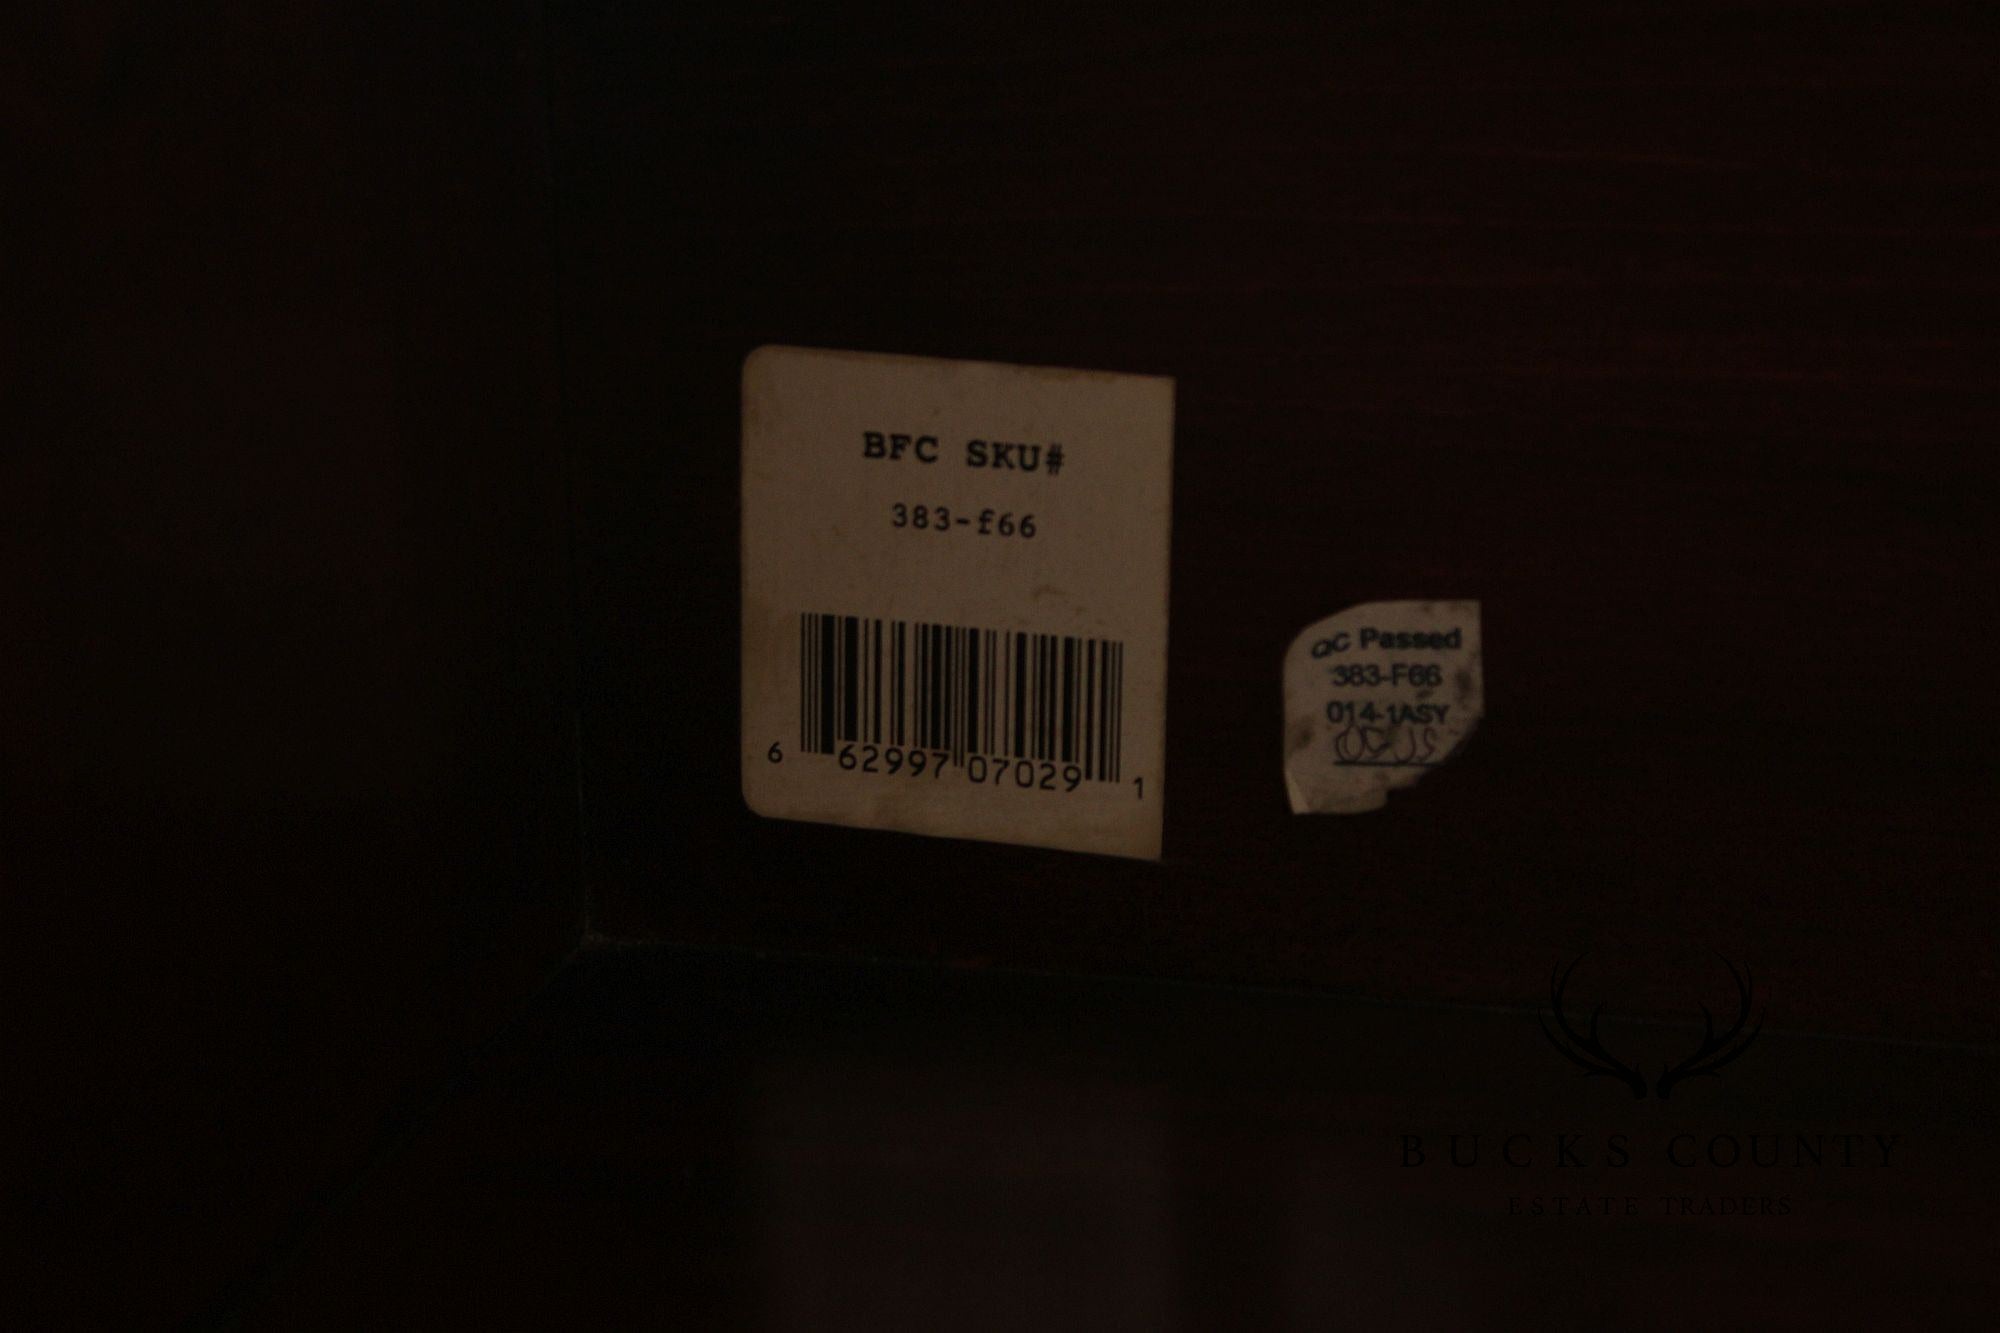 BFC SKU#
383-f66
6 62997 07029 1
QC Passed
383-F66
014-1ASY
BUCKS COUNTY
ESTATE TRADERS